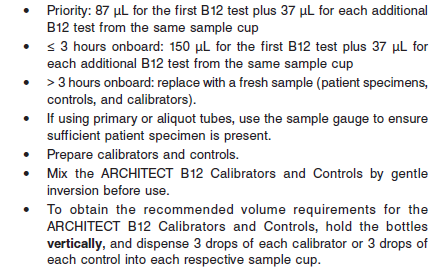 • Priority: 87 µL for the first B12 test plus 37 µL for each additional
B12 test from the same sample cup
• ≤ 3 hours onboard: 150 µL for the first B12 test plus 37 µL for
each additional B12 test from the same sample cup
• > 3 hours onboard: replace with a fresh sample (patient specimens,
controls, and calibrators).
• If using primary or aliquot tubes, use the sample gauge to ensure
sufficient patient specimen is present.
• Prepare calibrators and controls.
• Mix the ARCHITECT B12 Calibrators and Controls by gentle
inversion before use.
• To obtain the recommended volume requirements for the
ARCHITECT B12 Calibrators and Controls, hold the bottles
vertically, and dispense 3 drops of each calibrator or 3 drops of
each control into each respective sample cup.